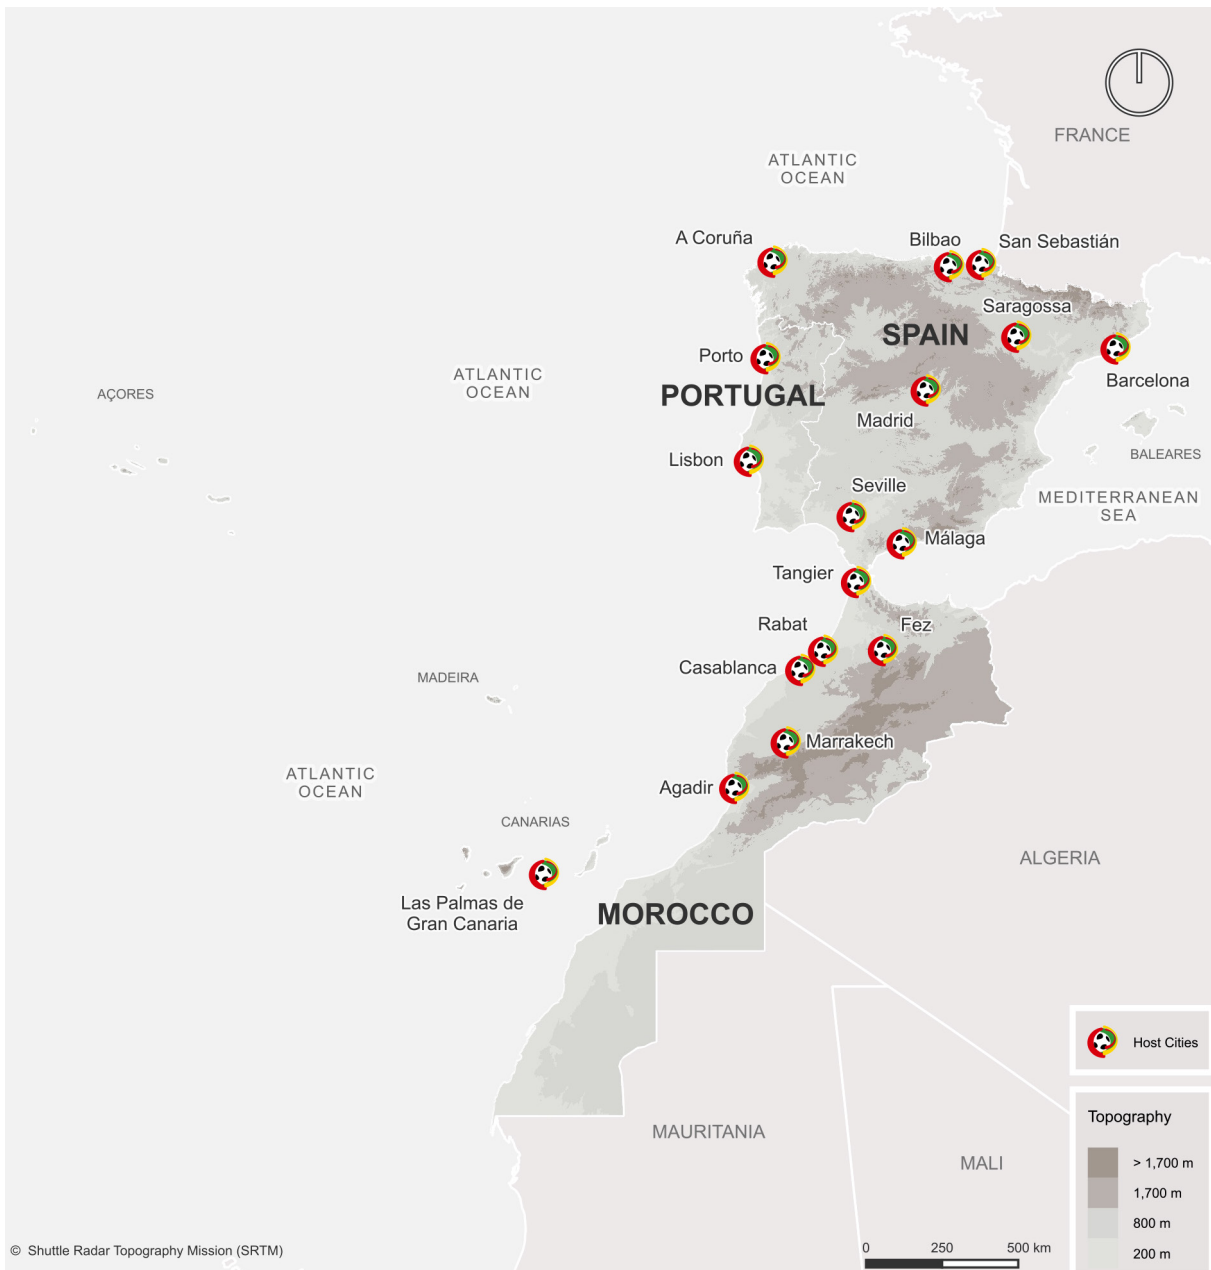 FRANCE
ATLANTIC
OCEAN
A Coruña
Bilbao
San Sebastián
Saragossa
SPAIN
Porto
Barcelona
ATLANTIC
OCEAN
AÇORES
PORTUGAL
Madrid
Lisbon
BALEARES
Seville
MEDITERRANEAN
SEA
Málaga
Tangier
Rabat
Fez
Casablanca
MADEIRA
Marrakech
ATLANTIC
OCEAN
Agadir
CANARIAS
ALGERIA
Las Palmas de
Gran Canaria
MOROCCO
Host Cities
MAURITANIA
MALI
Topography
> 1,700 m
1,700 m
800 m
200 m
© Shuttle Radar Topography Mission (SRTM)
0 250 500 km